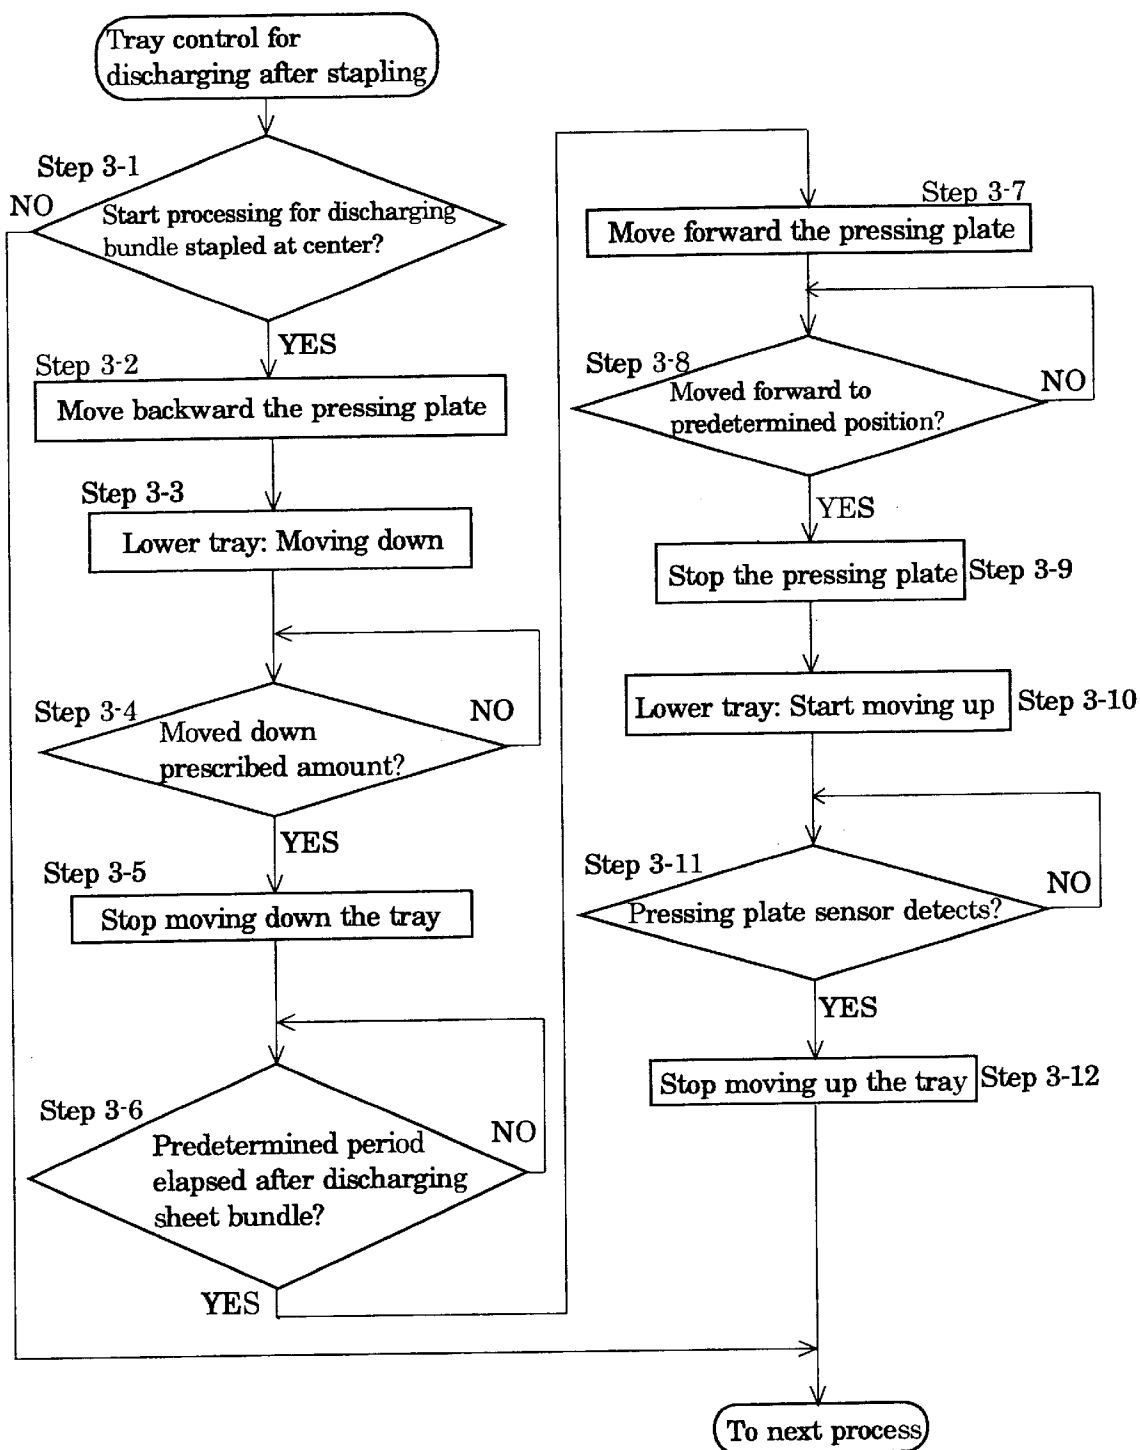 Tray control for
discharging after stapling
Step 3-1
NO
Start processing for discharging
bundle stapled at center?
YES
Step 3-2
Move backward the pressing plate
Step 3-3
Lower tray: Moving down
Step 3-4
NO
Moved down
prescribed amount?
YES
Step 3-5
Stop moving down the tray
Step 3-6
NO
Predetermined period
elapsed after discharging
sheet bundle?
YES
Step 3-7
Move forward the pressing plate
Step 3-8
NO
Moved forward to
predetermined position?
YES
Stop the pressing plate
Step 3-9
Lower tray: Start moving up
Step 3-10
Step 3-11
NO
Pressing plate sensor detects?
YES
Stop moving up the tray
Step 3-12
To next process